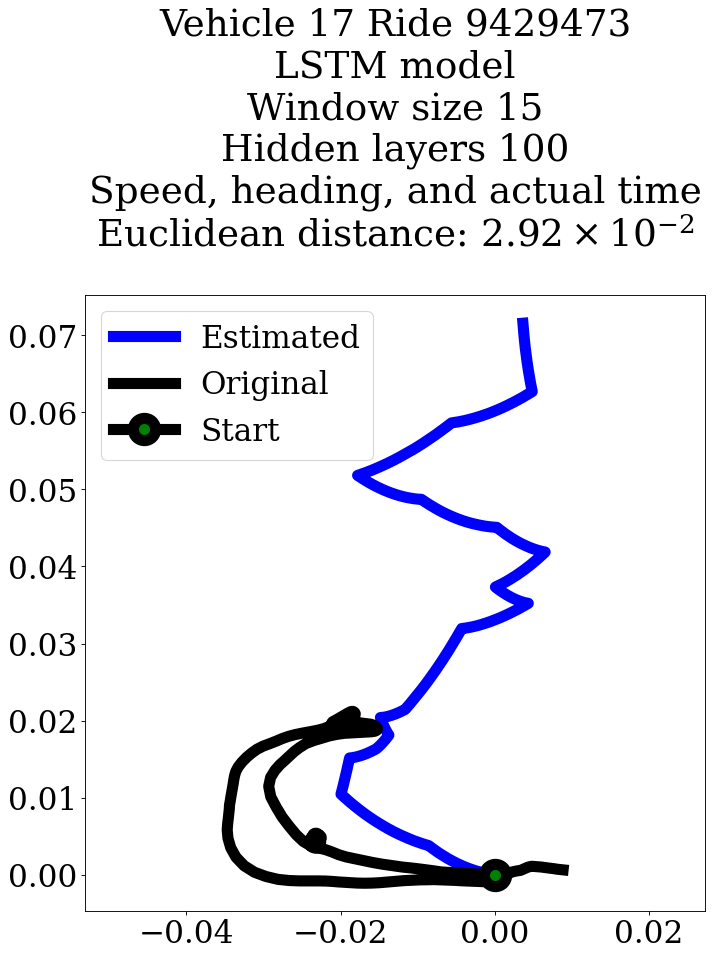 Vehicle 17 Ride 9429473
LSTM model
Window size 15
Hidden layers 100
Speed, heading, and actual time
Euclidean distance: 2.92 × 10⁻²
Estimated
Original
Start
0.07
0.06
0.05
0.04
0.03
0.02
0.01
0.00
−0.04
−0.02
0.00
0.02